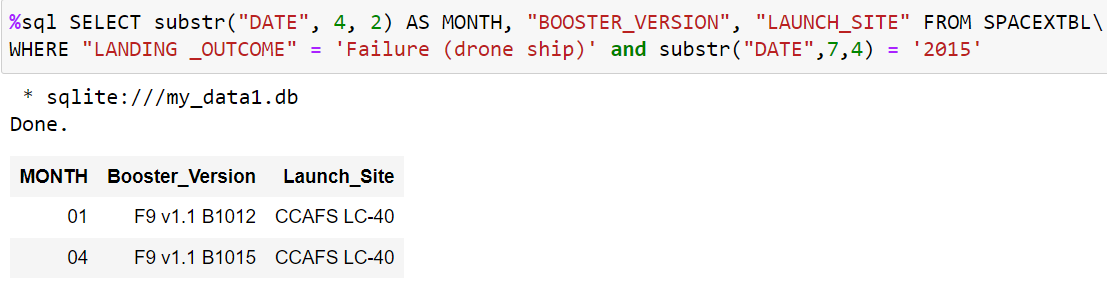 %sql SELECT substr("DATE", 4, 2) AS MONTH, "BOOSTER_VERSION", "LAUNCH_SITE" FROM SPACEXTBL\
WHERE "LANDING _OUTCOME" = 'Failure (drone ship)' and substr("DATE",7,4) = '2015'
* sqlite:///my_data1.db
Done.
MONTH Booster_Version Launch_Site
01 F9 v1.1 B1012 CCAFS LC-40
04 F9 v1.1 B1015 CCAFS LC-40